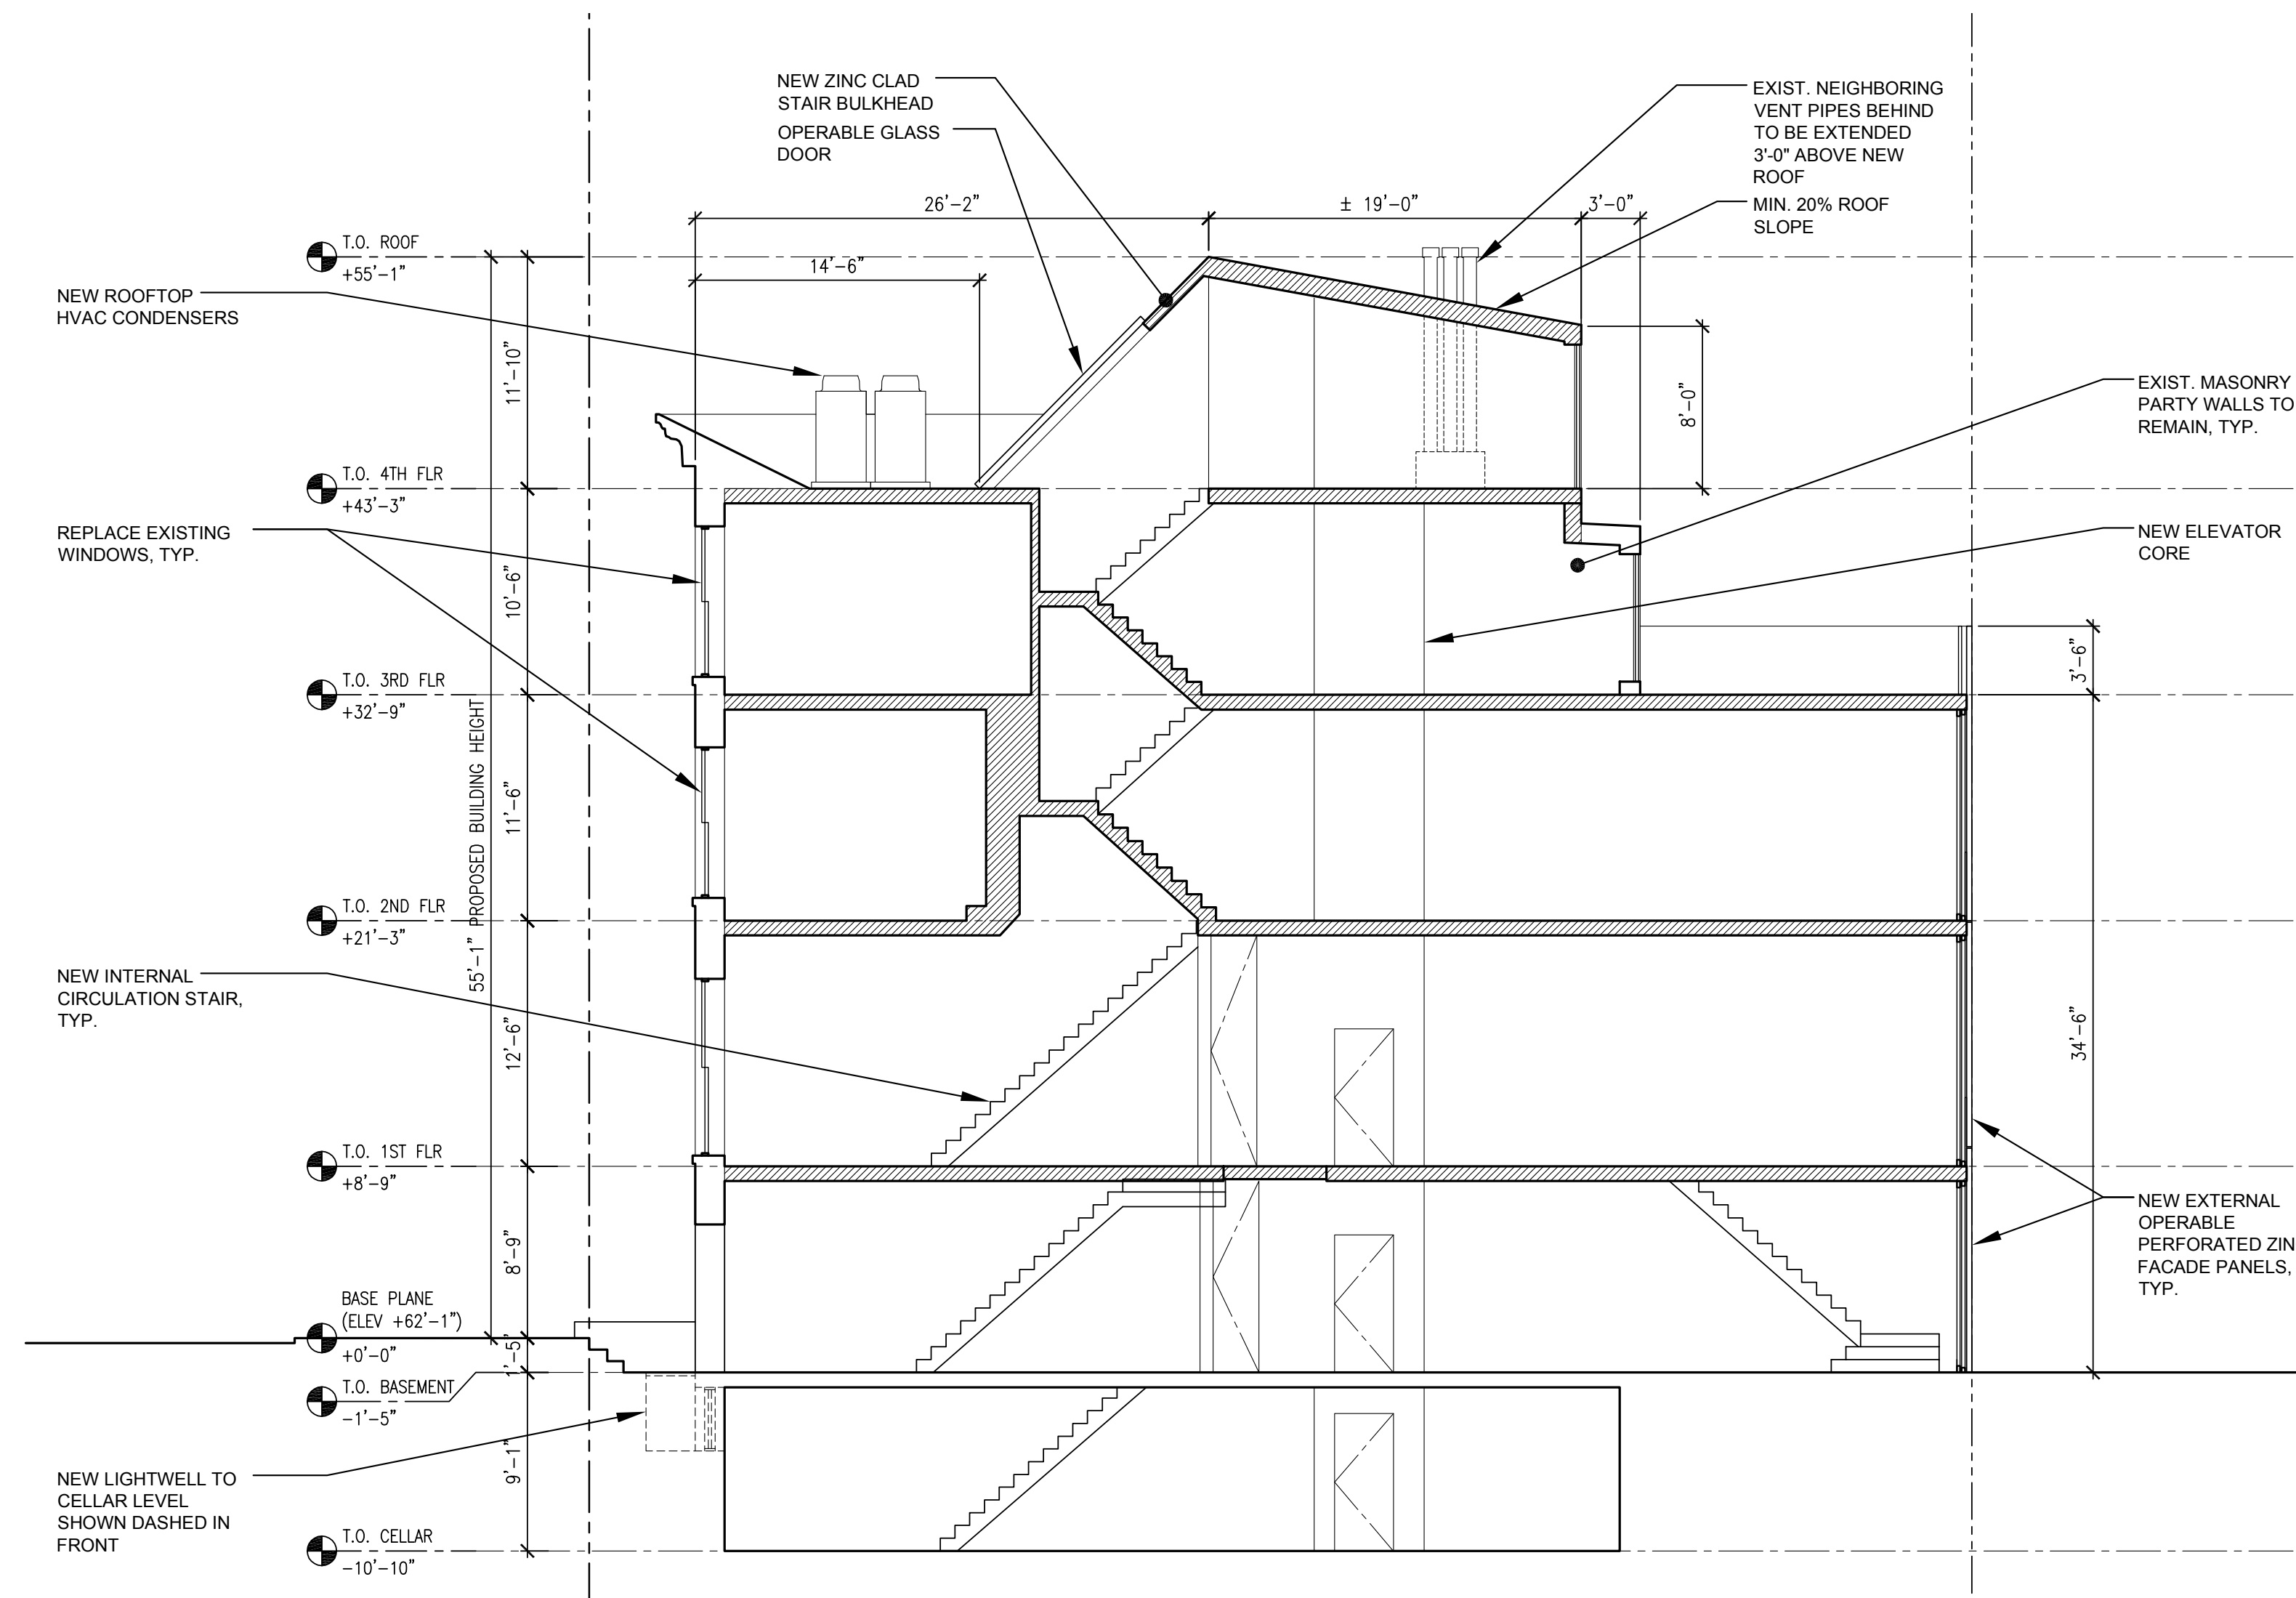 NEW ZINC CLAD
STAIR BULKHEAD
OPERABLE GLASS
DOOR
EXIST. NEIGHBORING
VENT PIPES BEHIND
TO BE EXTENDED
3'-0" ABOVE NEW
ROOF
MIN. 20% ROOF
SLOPE
26'-2"
± 19'-0"
3'-0"
14'-6"
T.O. ROOF
+55'-1"
NEW ROOFTOP
HVAC CONDENSERS
11'-10"
8'-0"
EXIST. MASONRY
PARTY WALLS TO
REMAIN, TYP.
T.O. 4TH FLR
+43'-3"
REPLACE EXISTING
WINDOWS, TYP.
NEW ELEVATOR
CORE
10'-6"
3'-6"
T.O. 3RD FLR
+32'-9"
55'-1" PROPOSED BUILDING HEIGHT
11'-6"
T.O. 2ND FLR
+21'-3"
NEW INTERNAL
CIRCULATION STAIR,
TYP.
12'-6"
34'-6"
T.O. 1ST FLR
+8'-9"
NEW EXTERNAL
OPERABLE
PERFORATED ZIN
FACADE PANELS,
TYP.
8'-9"
BASE PLANE
(ELEV +62'-1")
+0'-0"
1'-5"
T.O. BASEMENT
-1'-5"
9'-1"
NEW LIGHTWELL TO
CELLAR LEVEL
SHOWN DASHED IN
FRONT
T.O. CELLAR
-10'-10"